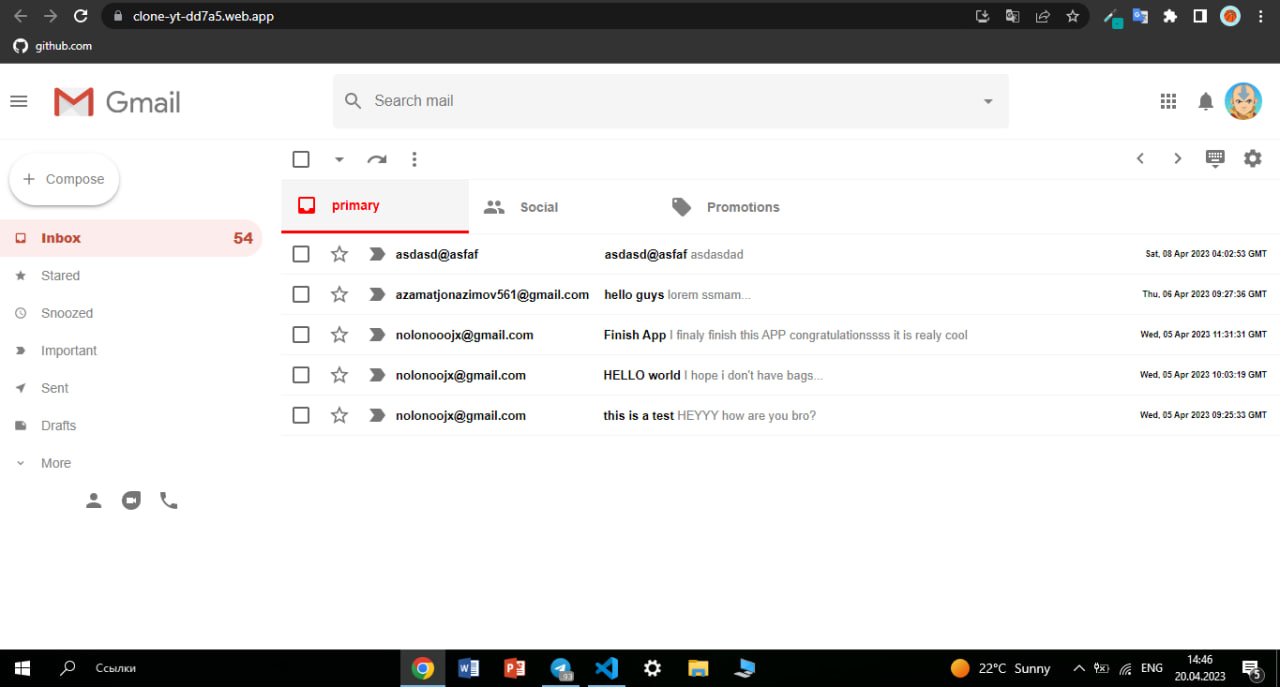 clone-yt-dd7a5.web.app
github.com
Gmail
Search mail
Compose
Inbox 54
Stared
Snoozed
Important
Sent
Drafts
More
primary Social Promotions
asdasd@asfaf asdasd@asfaf asdasdad Sat, 08 Apr 2023 04:02:53 GMT
azamatjonazimov561@gmail.com hello guys lorem ssmam... Thu, 06 Apr 2023 09:27:36 GMT
nolonooojx@gmail.com Finish App I finaly finish this APP congratulationssss it is realy cool Wed, 05 Apr 2023 11:31:31 GMT
nolonoojx@gmail.com HELLO world I hope i don't have bags... Wed, 05 Apr 2023 10:03:19 GMT
nolonoojx@gmail.com this is a test HEYYY how are you bro? Wed, 05 Apr 2023 09:25:33 GMT
Ссылки
93
22°C Sunny
ENG
14:46
20.04.2023
5